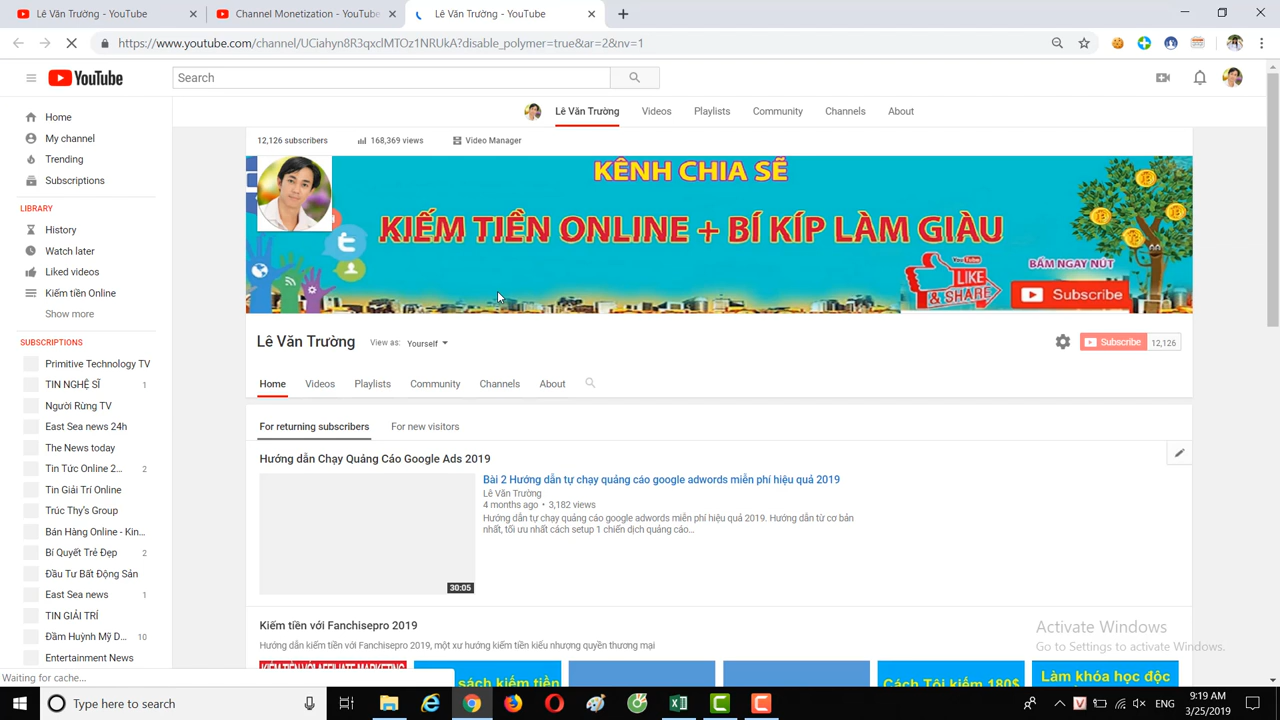 Lê Văn Trường - YouTube
Channel Monetization - YouTube
Lê Văn Trường - YouTube
https://www.youtube.com/channel/UCiahyn8R3qxclMTOz1NRUkA?disable_polymer=true&ar=2&nv=1
YouTube
Search
Lê Văn Trường Videos Playlists Community Channels About
Home
My channel
Trending
Subscriptions
LIBRARY
History
Watch later
Liked videos
Kiếm tiền Online
Show more
SUBSCRIPTIONS
Primitive Technology TV
TIN NGHỆ SĨ 1
Người Rừng TV
East Sea news 24h
The News today
Tin Tức Online 2... 2
Tin Giải Trí Online
Trúc Thy's Group
Bán Hàng Online - Kin...
Bí Quyết Trẻ Đẹp 2
Đầu Tư Bất Động Sản
East Sea news 1
TIN GIẢI TRÍ
Đàm Huỳnh Mỹ D... 10
Entertainment News
12,126 subscribers 168,369 views Video Manager
KÊNH CHIA SẼ
KIẾM TIỀN ONLINE + BÍ KÍP LÀM GIÀU
BẤM NGAY NÚT
YouTube
LIKE
& SHARE
Subscribe
Lê Văn Trường View as: Yourself
Subscribe 12,126
Home Videos Playlists Community Channels About
For returning subscribers For new visitors
Hướng dẫn Chạy Quảng Cáo Google Ads 2019
Bài 2 Hướng dẫn tự chạy quảng cáo google adwords miễn phí hiệu quả 2019
Lê Văn Trường
4 months ago • 3,182 views
Hướng dẫn tự chạy quảng cáo google adwords miễn phí hiệu quả 2019. Hướng dẫn từ cơ bản
nhất, tối ưu nhất cách setup 1 chiến dịch quảng cáo...
30:05
Kiếm tiền với Fanchisepro 2019
Hướng dẫn kiếm tiền với Fanchisepro 2019, một xư hướng kiếm tiền kiểu nhượng quyền thương mại
KIẾM TIỀN VỚI AFFILIATE MARKETING
sách kiếm tiền
Cách Tôi kiếm 180$
Làm khóa học độc
Activate Windows
Go to Settings to activate Windows.
Waiting for cache...
Type here to search
ENG
9:19 AM
3/25/2019